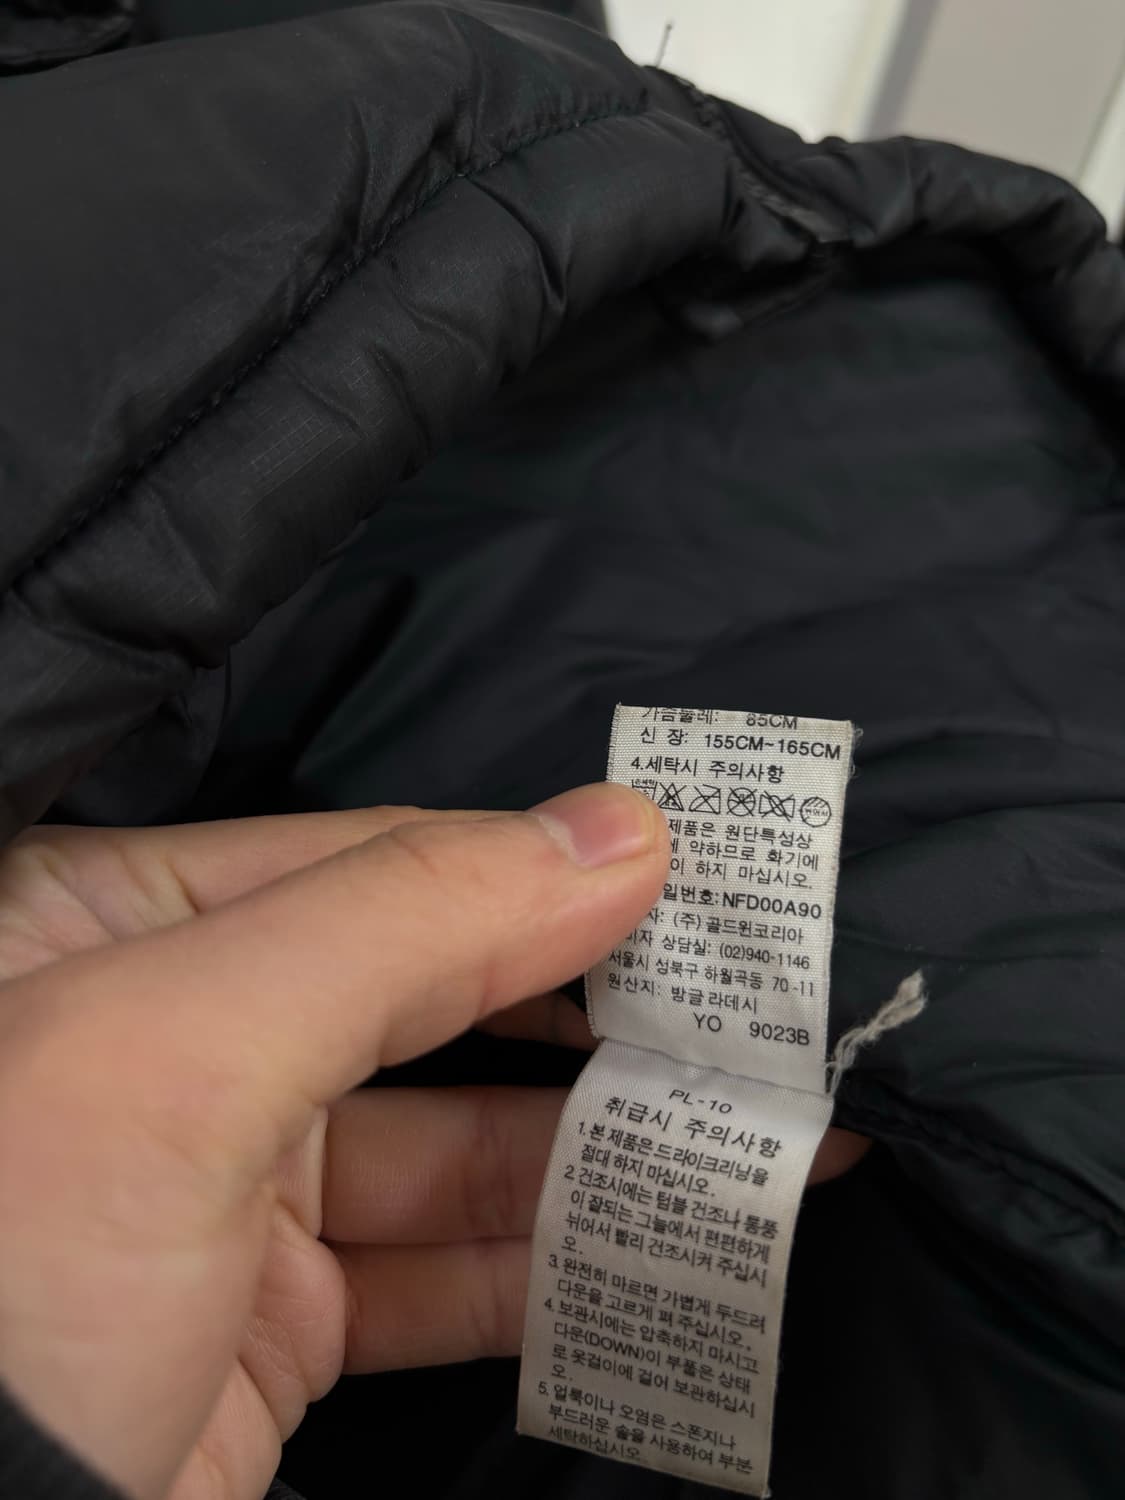 가슴둘레: 85CM
신 장: 155CM~165CM
4.세탁시 주의사항
제품은 원단특성상
약하므로 화기에
하지 마십시오.
일번호: NFD00A90
자: (주) 골드윈코리아
비자 상담실: (02)940-1146
서울시 성북구 하월곡동 70-11
원산지: 방글라데시
YO 9023B
PL-10
취급시 주의사항
1.본 제품은 드라이크리닝을
절대 하지 마십시오.
2 건조시에는 텀블 건조나 통풍
이 잘되는 그늘에서 편편하게
뉘어서 빨리 건조시켜 주십시
오.
3. 완전히 마르면 가볍게 두드려
다운을 고르게 펴 주십시오.
4. 보관시에는 압축하지 마시고
다운(DOWN)이 부풀은 상태
로 옷걸이에 걸어 보관하십시
오.
5. 얼룩이나 오염은 스폰지나
부드러운 솔을 사용하여 부분
세탁하십시오.